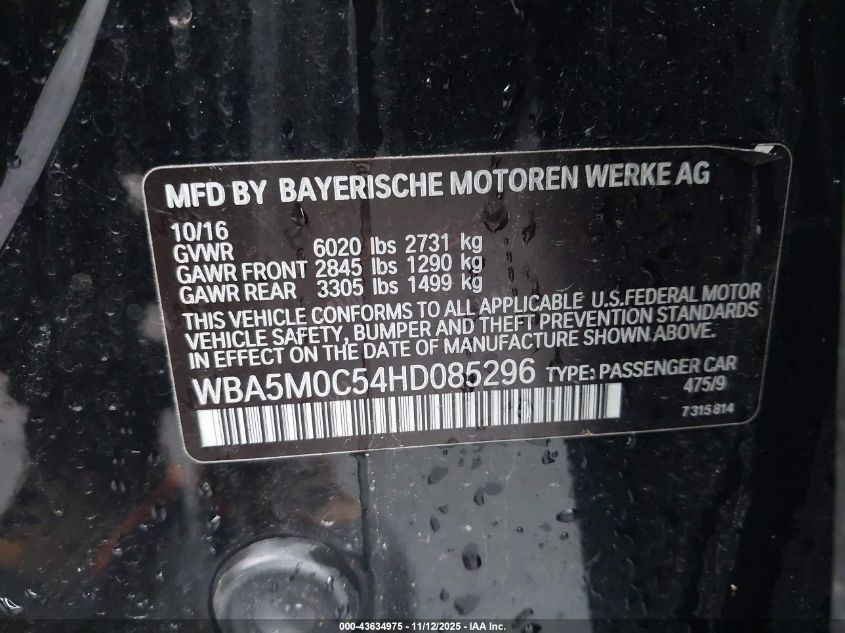 MFD BY BAYERISCHE MOTOREN WERKE AG
10/16
GVWR 6020 lbs 2731 kg
GAWR FRONT 2845 lbs 1290 kg
GAWR REAR 3305 lbs 1499 kg
THIS VEHICLE CONFORMS TO ALL APPLICABLE U.S.FEDERAL MOTOR
VEHICLE SAFETY, BUMPER AND THEFT PREVENTION STANDARDS
IN EFFECT ON THE DATE OF MANUFACTURE SHOWN ABOVE.
WBA5M0C54HD085296 TYPE: PASSENGER CAR
475/9
7315814
000-43634975 - 11/12/2025 - IAA Inc.